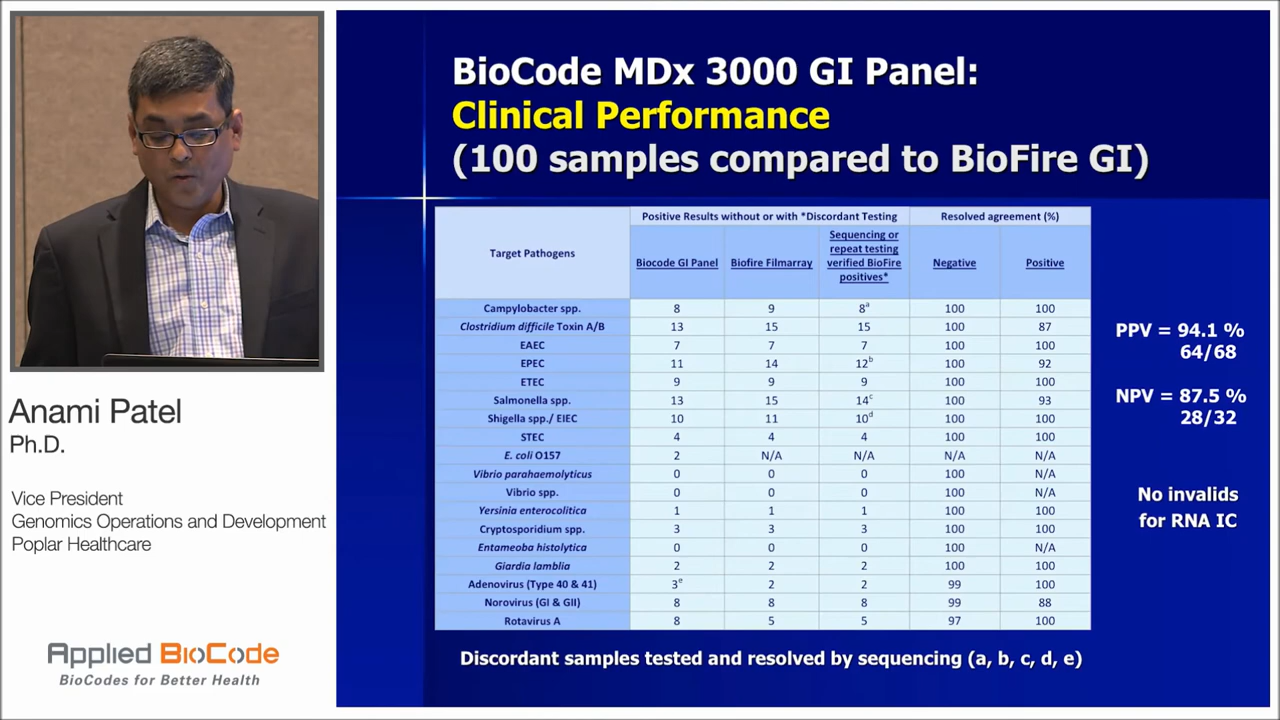 BioCode MDx 3000 GI Panel:
Clinical Performance
(100 samples compared to BioFire GI)
Target Pathogens
Positive Results without or with *Discordant Testing
Resolved agreement (%)
Biocode GI Panel
Biofire Filmarray
Sequencing or
repeat testing
verified BioFire
positives*
Negative
Positive
Campylobacter spp. 8 9 8a 100 100
Clostridium difficile Toxin A/B 13 15 15 100 87
EAEC 7 7 7 100 100
EPEC 11 14 12b 100 92
ETEC 9 9 9 100 100
Salmonella spp. 13 15 14c 100 93
Shigella spp./ EIEC 10 11 10d 100 100
STEC 4 4 4 100 100
E. coli O157 2 N/A N/A N/A N/A
Vibrio parahaemolyticus 0 0 0 100 N/A
Vibrio spp. 0 0 0 100 N/A
Yersinia enterocolitica 1 1 1 100 100
Cryptosporidium spp. 3 3 3 100 100
Entameoba histolytica 0 0 0 100 N/A
Giardia lamblia 2 2 2 100 100
Adenovirus (Type 40 & 41) 3e 2 2 99 100
Norovirus (GI & GII) 8 8 8 99 88
Rotavirus A 8 5 5 97 100
PPV = 94.1 %
64/68
NPV = 87.5 %
28/32
No invalids
for RNA IC
Discordant samples tested and resolved by sequencing (a, b, c, d, e)
Anami Patel
Ph.D.
Vice President
Genomics Operations and Development
Poplar Healthcare
Applied BioCode
BioCodes for Better Health